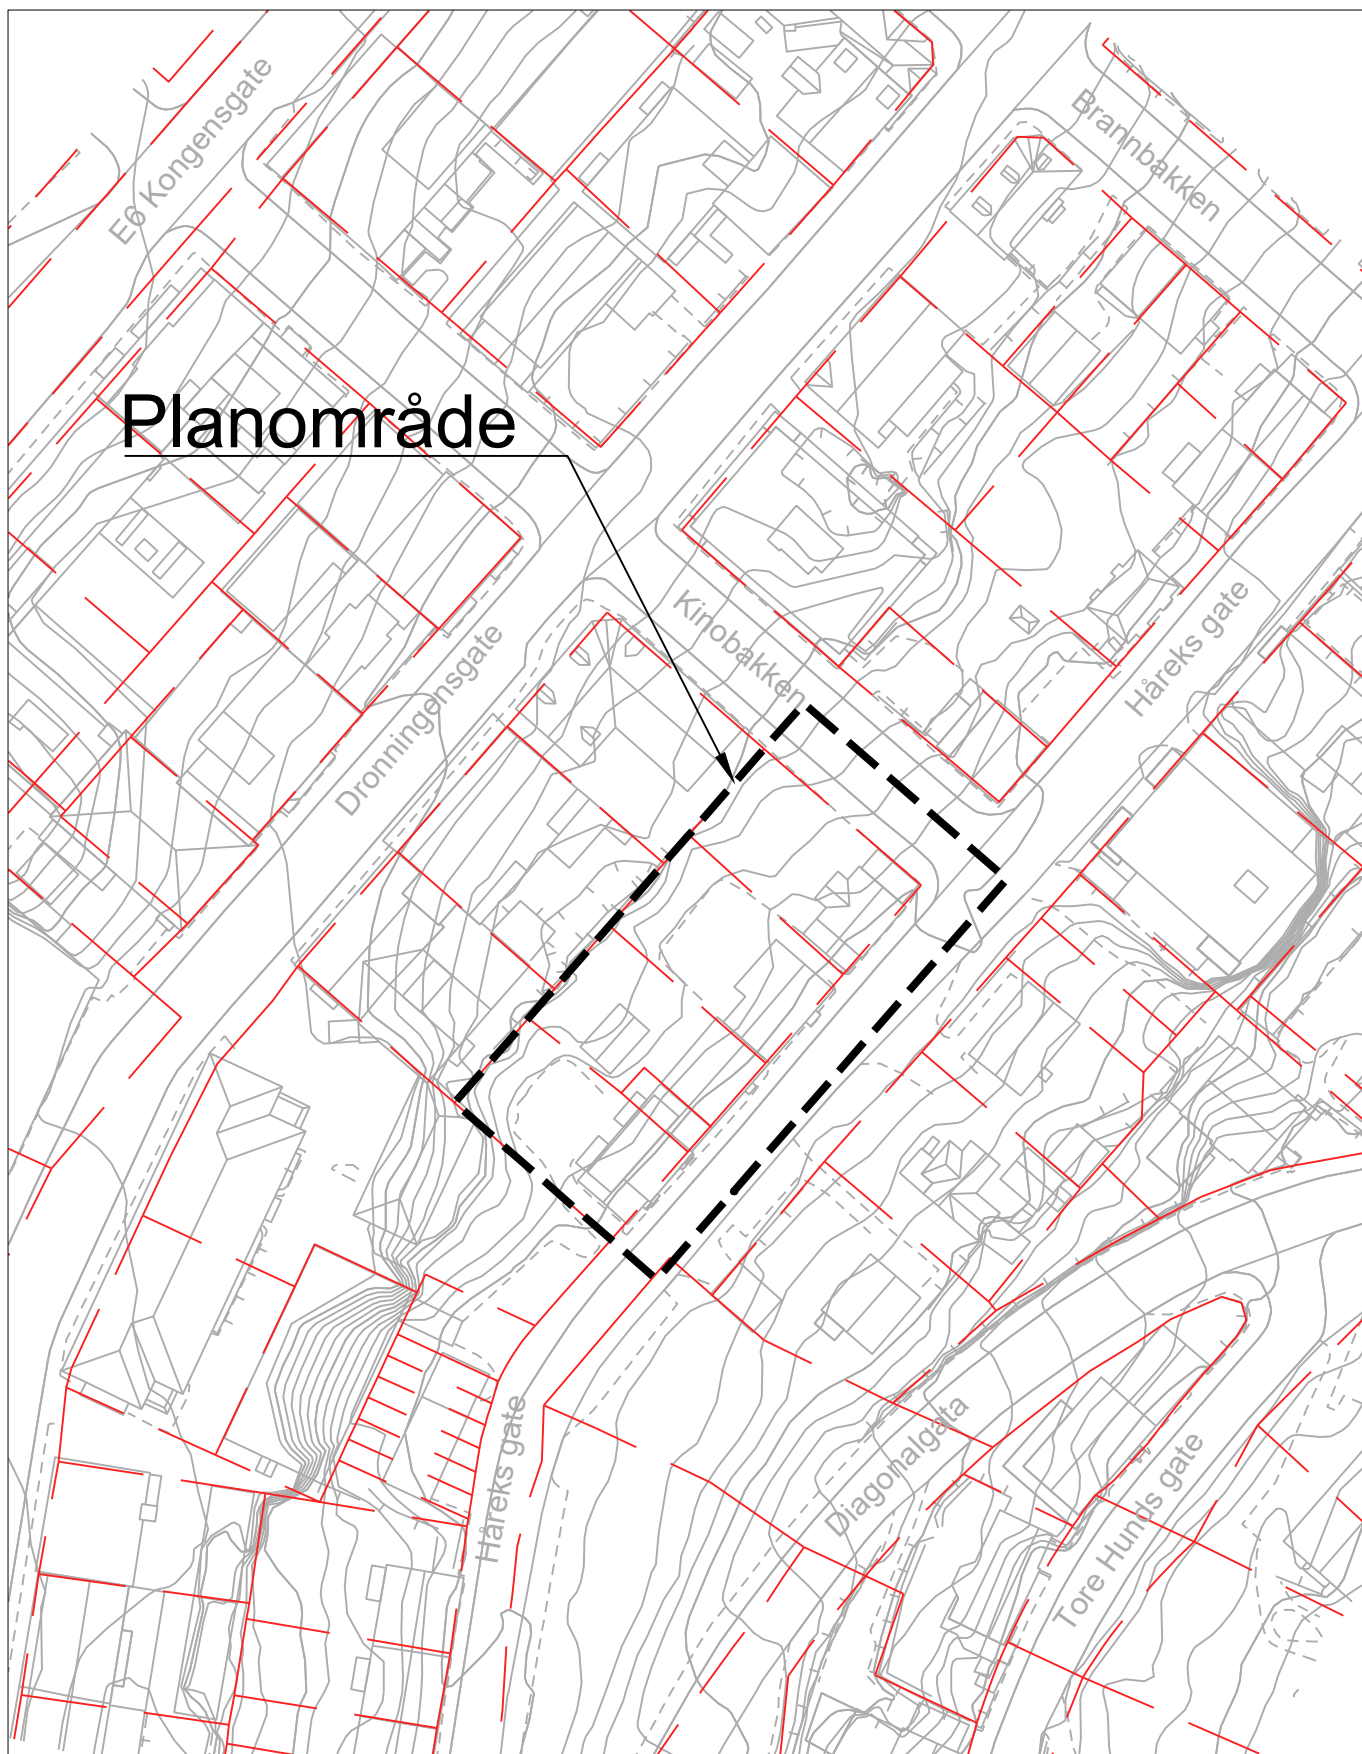 E6 Kongensgate
Brannbakken
Planområde
Kinobakken
Håreks gate
Dronningensgate
Håreks gate
Diagonalgata
Tore Hunds gate